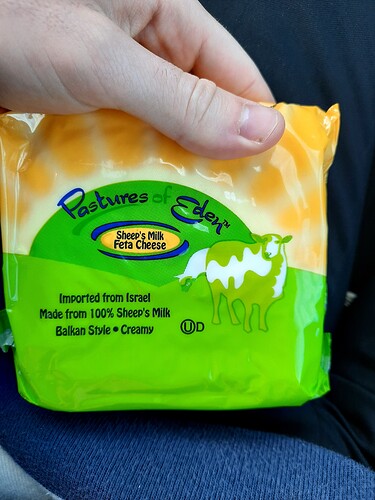 Pastures of Eden™
Sheep's Milk
Feta Cheese
Imported from Israel
Made from 100% Sheep's Milk
Balkan Style • Creamy
ⓊD